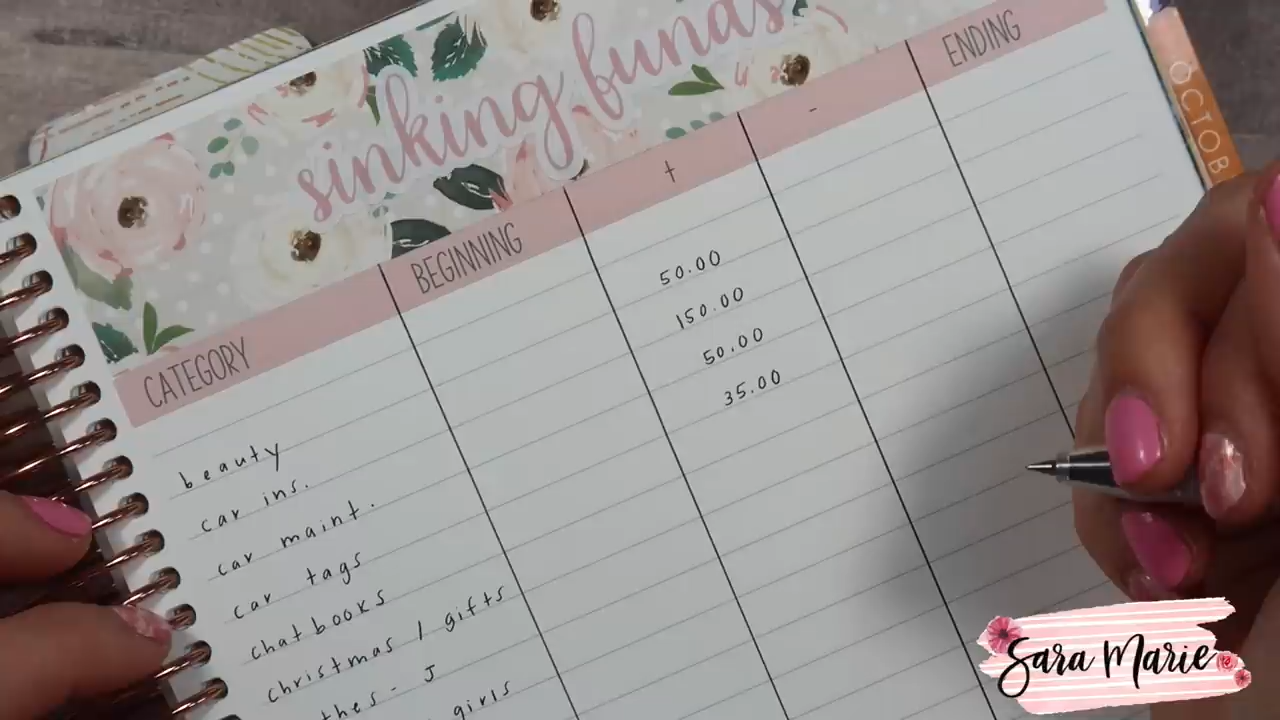 sinking funds
CATEGORY BEGINNING + - ENDING
beauty 50.00
car ins. 150.00
car maint. 50.00
car tags 35.00
chatbooks
christmas / gifts
thes - J
girls
OCTOB
Sara Marie